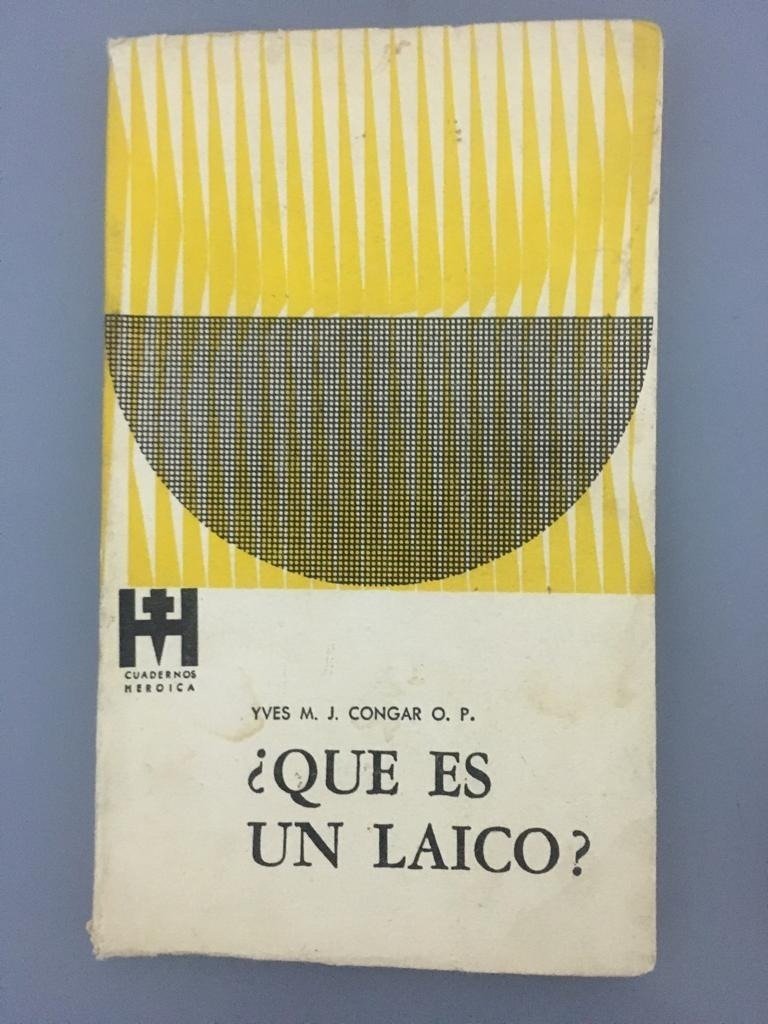 CUADERNOS
HEROICA
YVES M. J. CONGAR O. P.
¿QUE ES
UN LAICO?